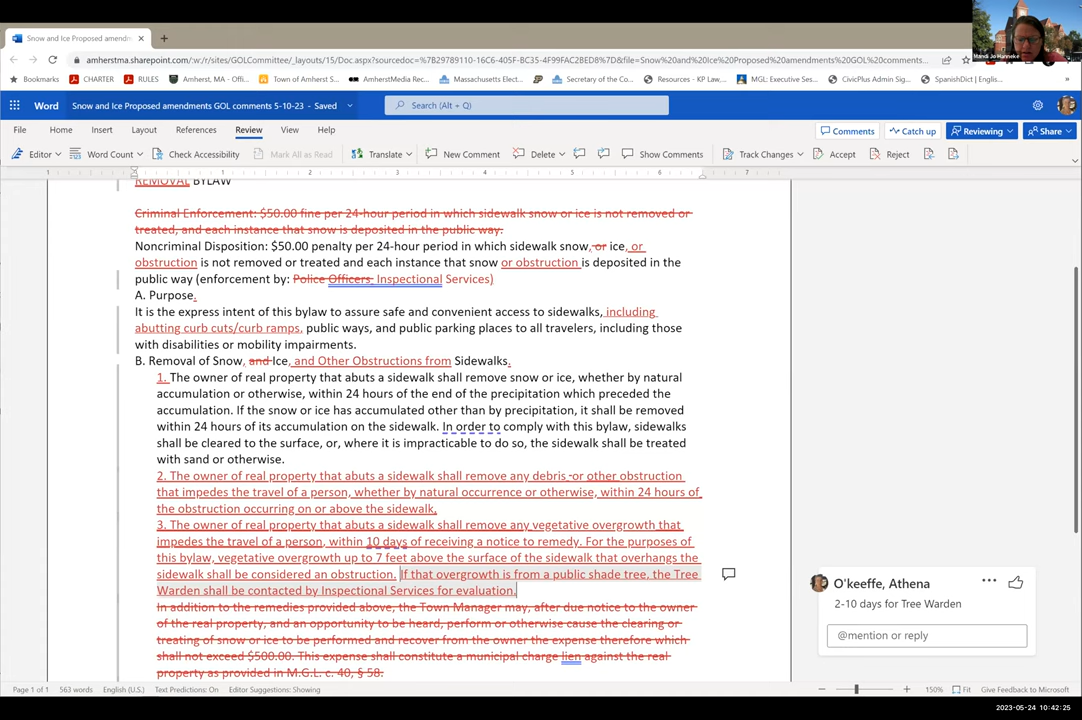 Mandi Jo Hanneke
Snow and Ice Proposed amendm
amherstma.sharepoint.com/:w:/r/sites/GOLCommittee/_layouts/15/Doc.aspx?sourcedoc=%7B29789110-16C6-405F-BC35-4F99FAC2BED8%7D&file=Snow%20and%20Ice%20Proposed%20amendments%20GOL%20comments...
Bookmarks CHARTER RULES Amherst, MA - Offi... Town of Amherst S... AmherstMedia Rec... Massachusetts Elect... Secretary of the Co... Resources - KP Law,... MGL: Executive Ses... CivicPlus Admin Sig... SpanishDict | Englis...
Word Snow and Ice Proposed amendments GOL comments 5-10-23 - Saved Search (Alt + Q)
File Home Insert Layout References Review View Help Comments Catch up Reviewing Share
Editor Word Count Check Accessibility Mark All as Read Translate New Comment Delete Show Comments Track Changes Accept Reject
1 1 2 3 4 5 6 7
REMOVAL BYLAW
Criminal Enforcement: $50.00 fine per 24-hour period in which sidewalk snow or ice is not removed or
treated, and each instance that snow is deposited in the public way.
Noncriminal Disposition: $50.00 penalty per 24-hour period in which sidewalk snow, or ice, or
obstruction is not removed or treated and each instance that snow or obstruction is deposited in the
public way (enforcement by: Police Officers, Inspectional Services)
A. Purpose.
It is the express intent of this bylaw to assure safe and convenient access to sidewalks, including
abutting curb cuts/curb ramps, public ways, and public parking places to all travelers, including those
with disabilities or mobility impairments.
B. Removal of Snow, and Ice, and Other Obstructions from Sidewalks.
1. The owner of real property that abuts a sidewalk shall remove snow or ice, whether by natural
accumulation or otherwise, within 24 hours of the end of the precipitation which preceded the
accumulation. If the snow or ice has accumulated other than by precipitation, it shall be removed
within 24 hours of its accumulation on the sidewalk. In order to comply with this bylaw, sidewalks
shall be cleared to the surface, or, where it is impracticable to do so, the sidewalk shall be treated
with sand or otherwise.
2. The owner of real property that abuts a sidewalk shall remove any debris or other obstruction
that impedes the travel of a person, whether by natural occurrence or otherwise, within 24 hours of
the obstruction occurring on or above the sidewalk,
3. The owner of real property that abuts a sidewalk shall remove any vegetative overgrowth that
impedes the travel of a person, within 10 days of receiving a notice to remedy. For the purposes of
this bylaw, vegetative overgrowth up to 7 feet above the surface of the sidewalk that overhangs the
sidewalk shall be considered an obstruction. If that overgrowth is from a public shade tree, the Tree
Warden shall be contacted by Inspectional Services for evaluation.
In addition to the remedies provided above, the Town Manager may, after due notice to the owner
of the real property, and an opportunity to be heard, perform or otherwise cause the clearing or
treating of snow or ice to be performed and recover from the owner the expense therefore which
shall not exceed $500.00. This expense shall constitute a municipal charge lien against the real
property as provided in M.G.L. c. 40, § 58.
O'keeffe, Athena
2-10 days for Tree Warden
@mention or reply
Page 1 of 1 563 words English (U.S.) Text Predictions: On Editor Suggestions: Showing 150% Fit Give Feedback to Microsoft
2023-05-24 10:42:25